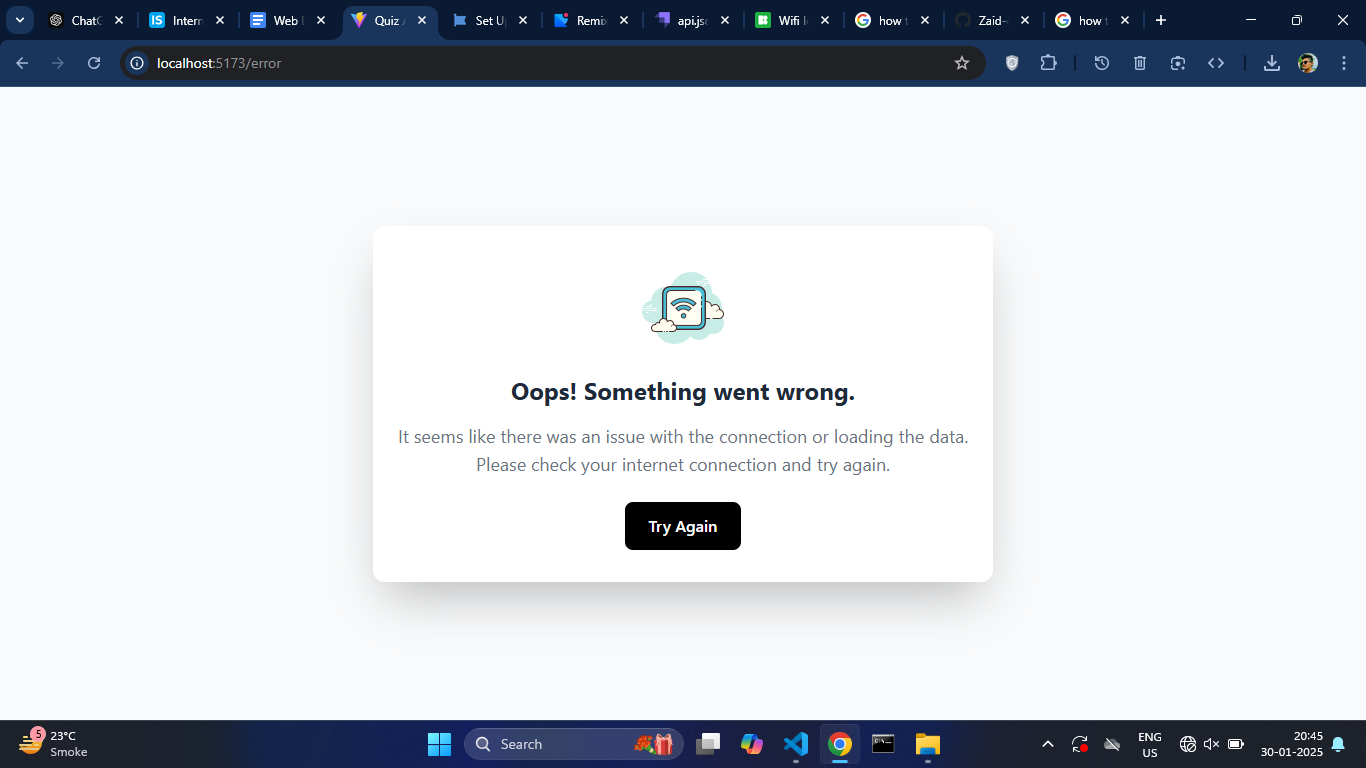 ChatG
Intern
Web
Quiz
Set U
Remix
api.jsc
Wifi
how t
Zaid-
how t
localhost:5173/error
Oops! Something went wrong.
It seems like there was an issue with the connection or loading the data.
Please check your internet connection and try again.
Try Again
5
23°C
Smoke
Search
ENG
US
20:45
30-01-2025